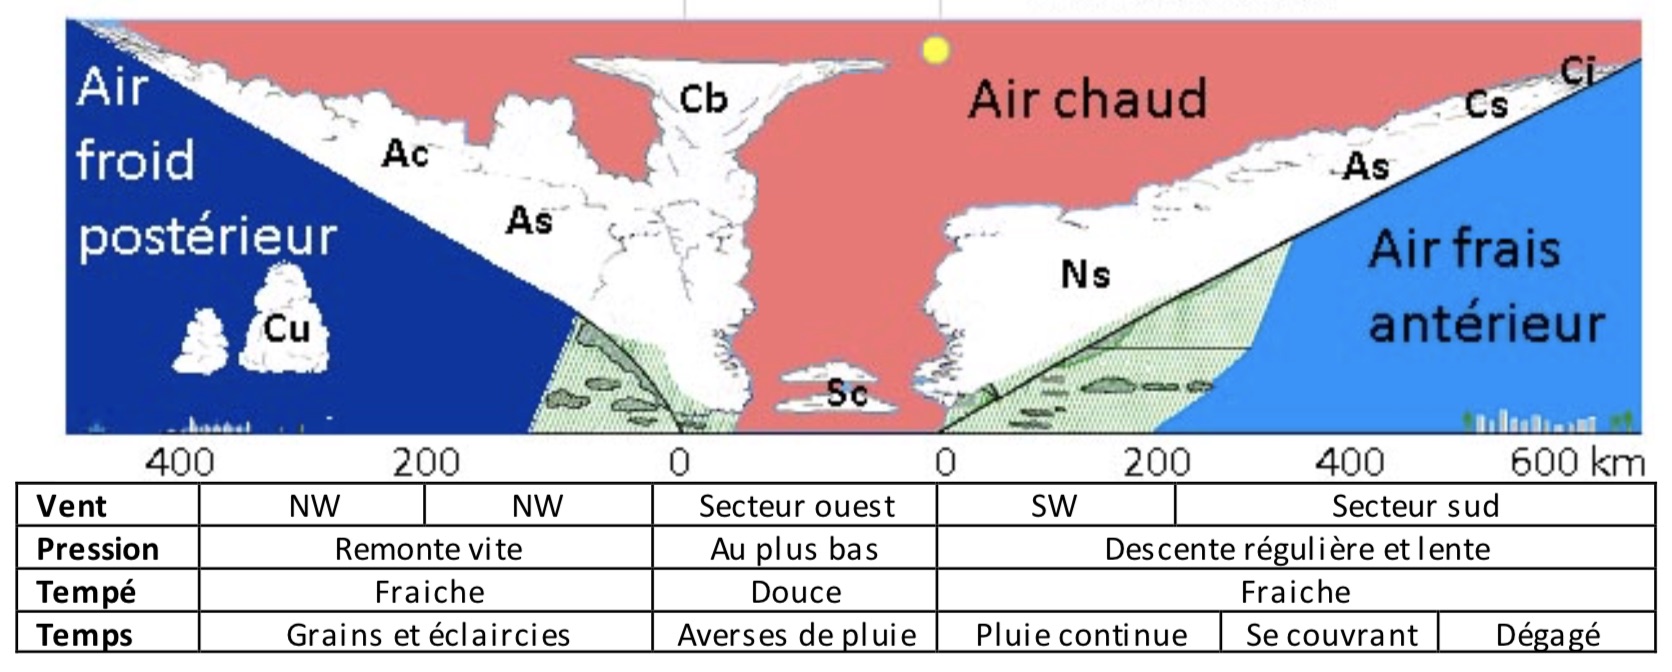 Air
froid
postérieur
Cb
Air chaud
Ci
Cs
Ac
As
As
Ns
Air frais
antérieur
Cu
Sc
400 200 0 0 200 400 600 km
Vent NW NW Secteur ouest SW Secteur sud
Pression Remonte vite Au plus bas Descente régulière et lente
Tempé Fraiche Douce Fraiche
Temps Grains et éclaircies Averses de pluie Pluie continue Se couvrant Dégagé